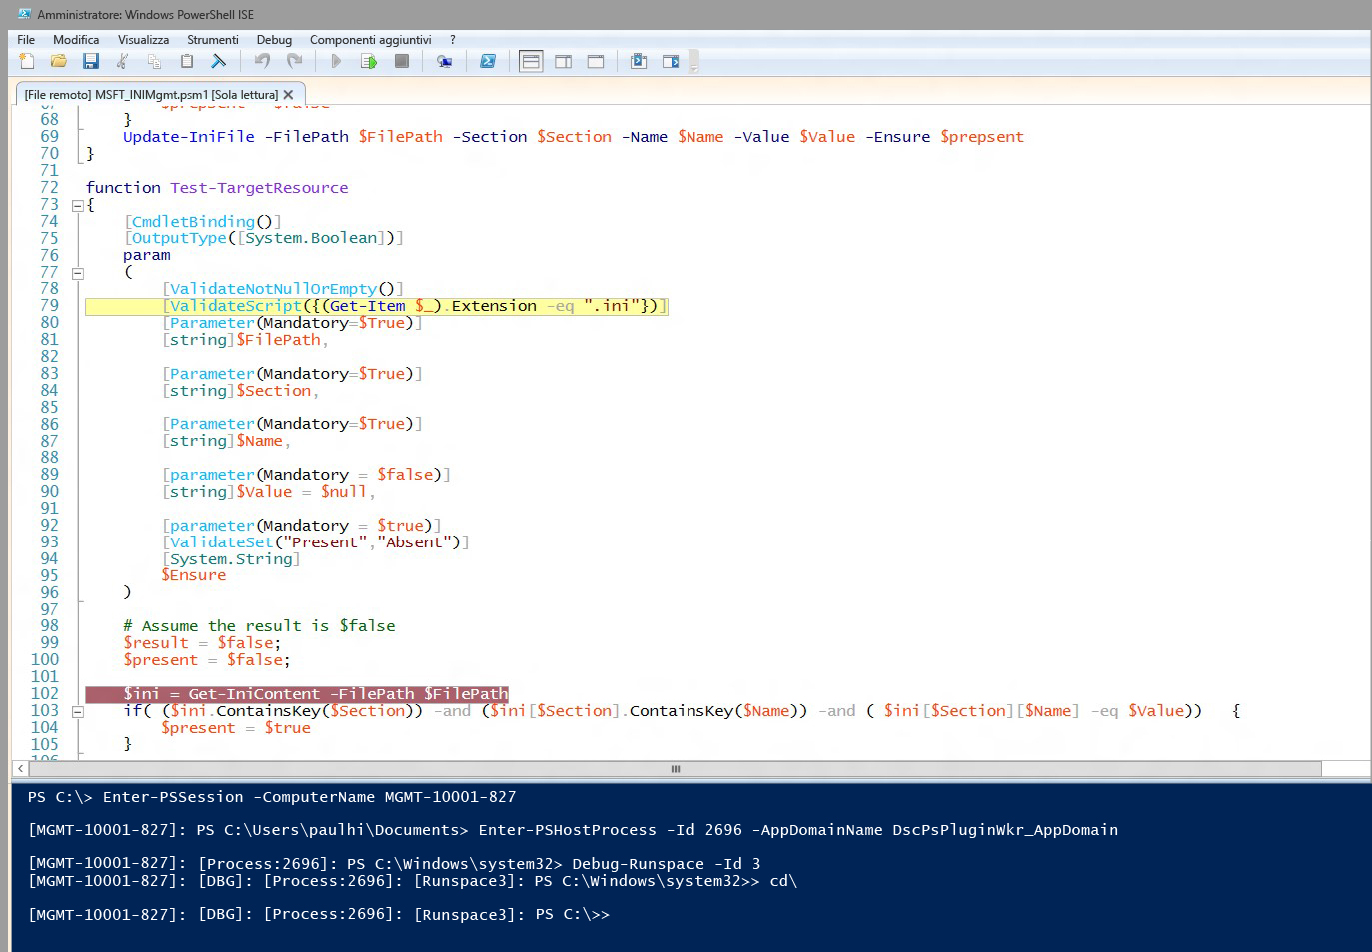 Amministratore: Windows PowerShell ISE
File Modifica Visualizza Strumenti Debug Componenti aggiuntivi ?
[File remoto] MSFT_INIMgmt.psm1 [Sola lettura]
67 $prepsent = $false
68 }
69 Update-IniFile -FilePath $FilePath -Section $Section -Name $Name -Value $Value -Ensure $prepsent
70 }
71
72 function Test-TargetResource
73 {
74 [CmdletBinding()]
75 [OutputType([System.Boolean])]
76 param
77 (
78 [ValidateNotNullOrEmpty()]
79 [ValidateScript({(Get-Item $_).Extension -eq ".ini"})]
80 [Parameter(Mandatory=$True)]
81 [string]$FilePath,
82
83 [Parameter(Mandatory=$True)]
84 [string]$Section,
85
86 [Parameter(Mandatory=$True)]
87 [string]$Name,
88
89 [parameter(Mandatory = $false)]
90 [string]$Value = $null,
91
92 [parameter(Mandatory = $true)]
93 [ValidateSet("Present","Absent")]
94 [System.String]
95 $Ensure
96 )
97
98 # Assume the result is $false
99 $result = $false;
100 $present = $false;
101
102 $ini = Get-IniContent -FilePath $FilePath
103 if( ($ini.ContainsKey($Section)) -and ($ini[$Section].ContainsKey($Name)) -and ( $ini[$Section][$Name] -eq $Value)) {
104 $present = $true
105 }
106
PS C:\> Enter-PSSession -ComputerName MGMT-10001-827
[MGMT-10001-827]: PS C:\Users\paulhi\Documents> Enter-PSHostProcess -Id 2696 -AppDomainName DscPsPluginWkr_AppDomain
[MGMT-10001-827]: [Process:2696]: PS C:\Windows\system32> Debug-Runspace -Id 3
[MGMT-10001-827]: [DBG]: [Process:2696]: [Runspace3]: PS C:\Windows\system32>> cd\
[MGMT-10001-827]: [DBG]: [Process:2696]: [Runspace3]: PS C:\>>